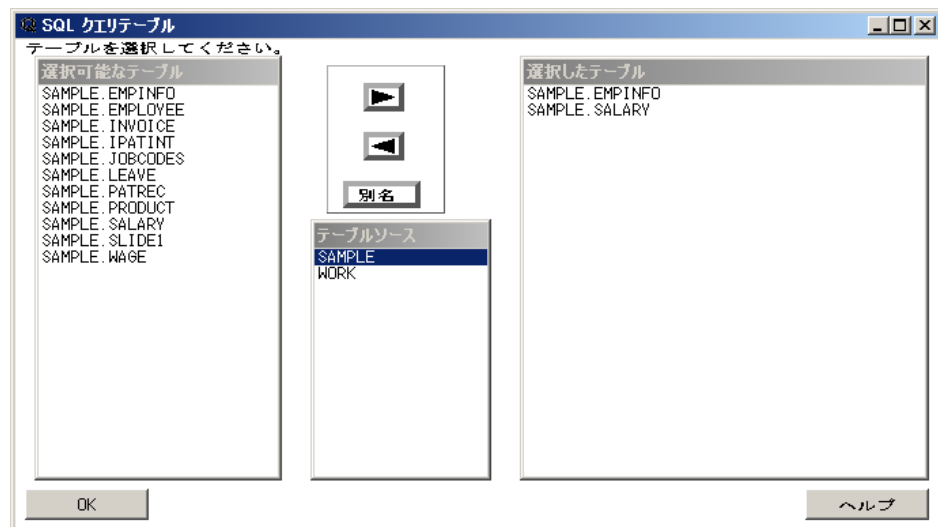 SQL クエリテーブル
テーブルを選択してください。
選択可能なテーブル
SAMPLE.EMPINFO
SAMPLE.EMPLOYEE
SAMPLE.INVOICE
SAMPLE.IPATINT
SAMPLE.JOBCODES
SAMPLE.LEAVE
SAMPLE.PATREC
SAMPLE.PRODUCT
SAMPLE.SALARY
SAMPLE.SLIDE1
SAMPLE.WAGE
別名
テーブルソース
SAMPLE
WORK
選択したテーブル
SAMPLE.EMPINFO
SAMPLE.SALARY
OK
ヘルプ